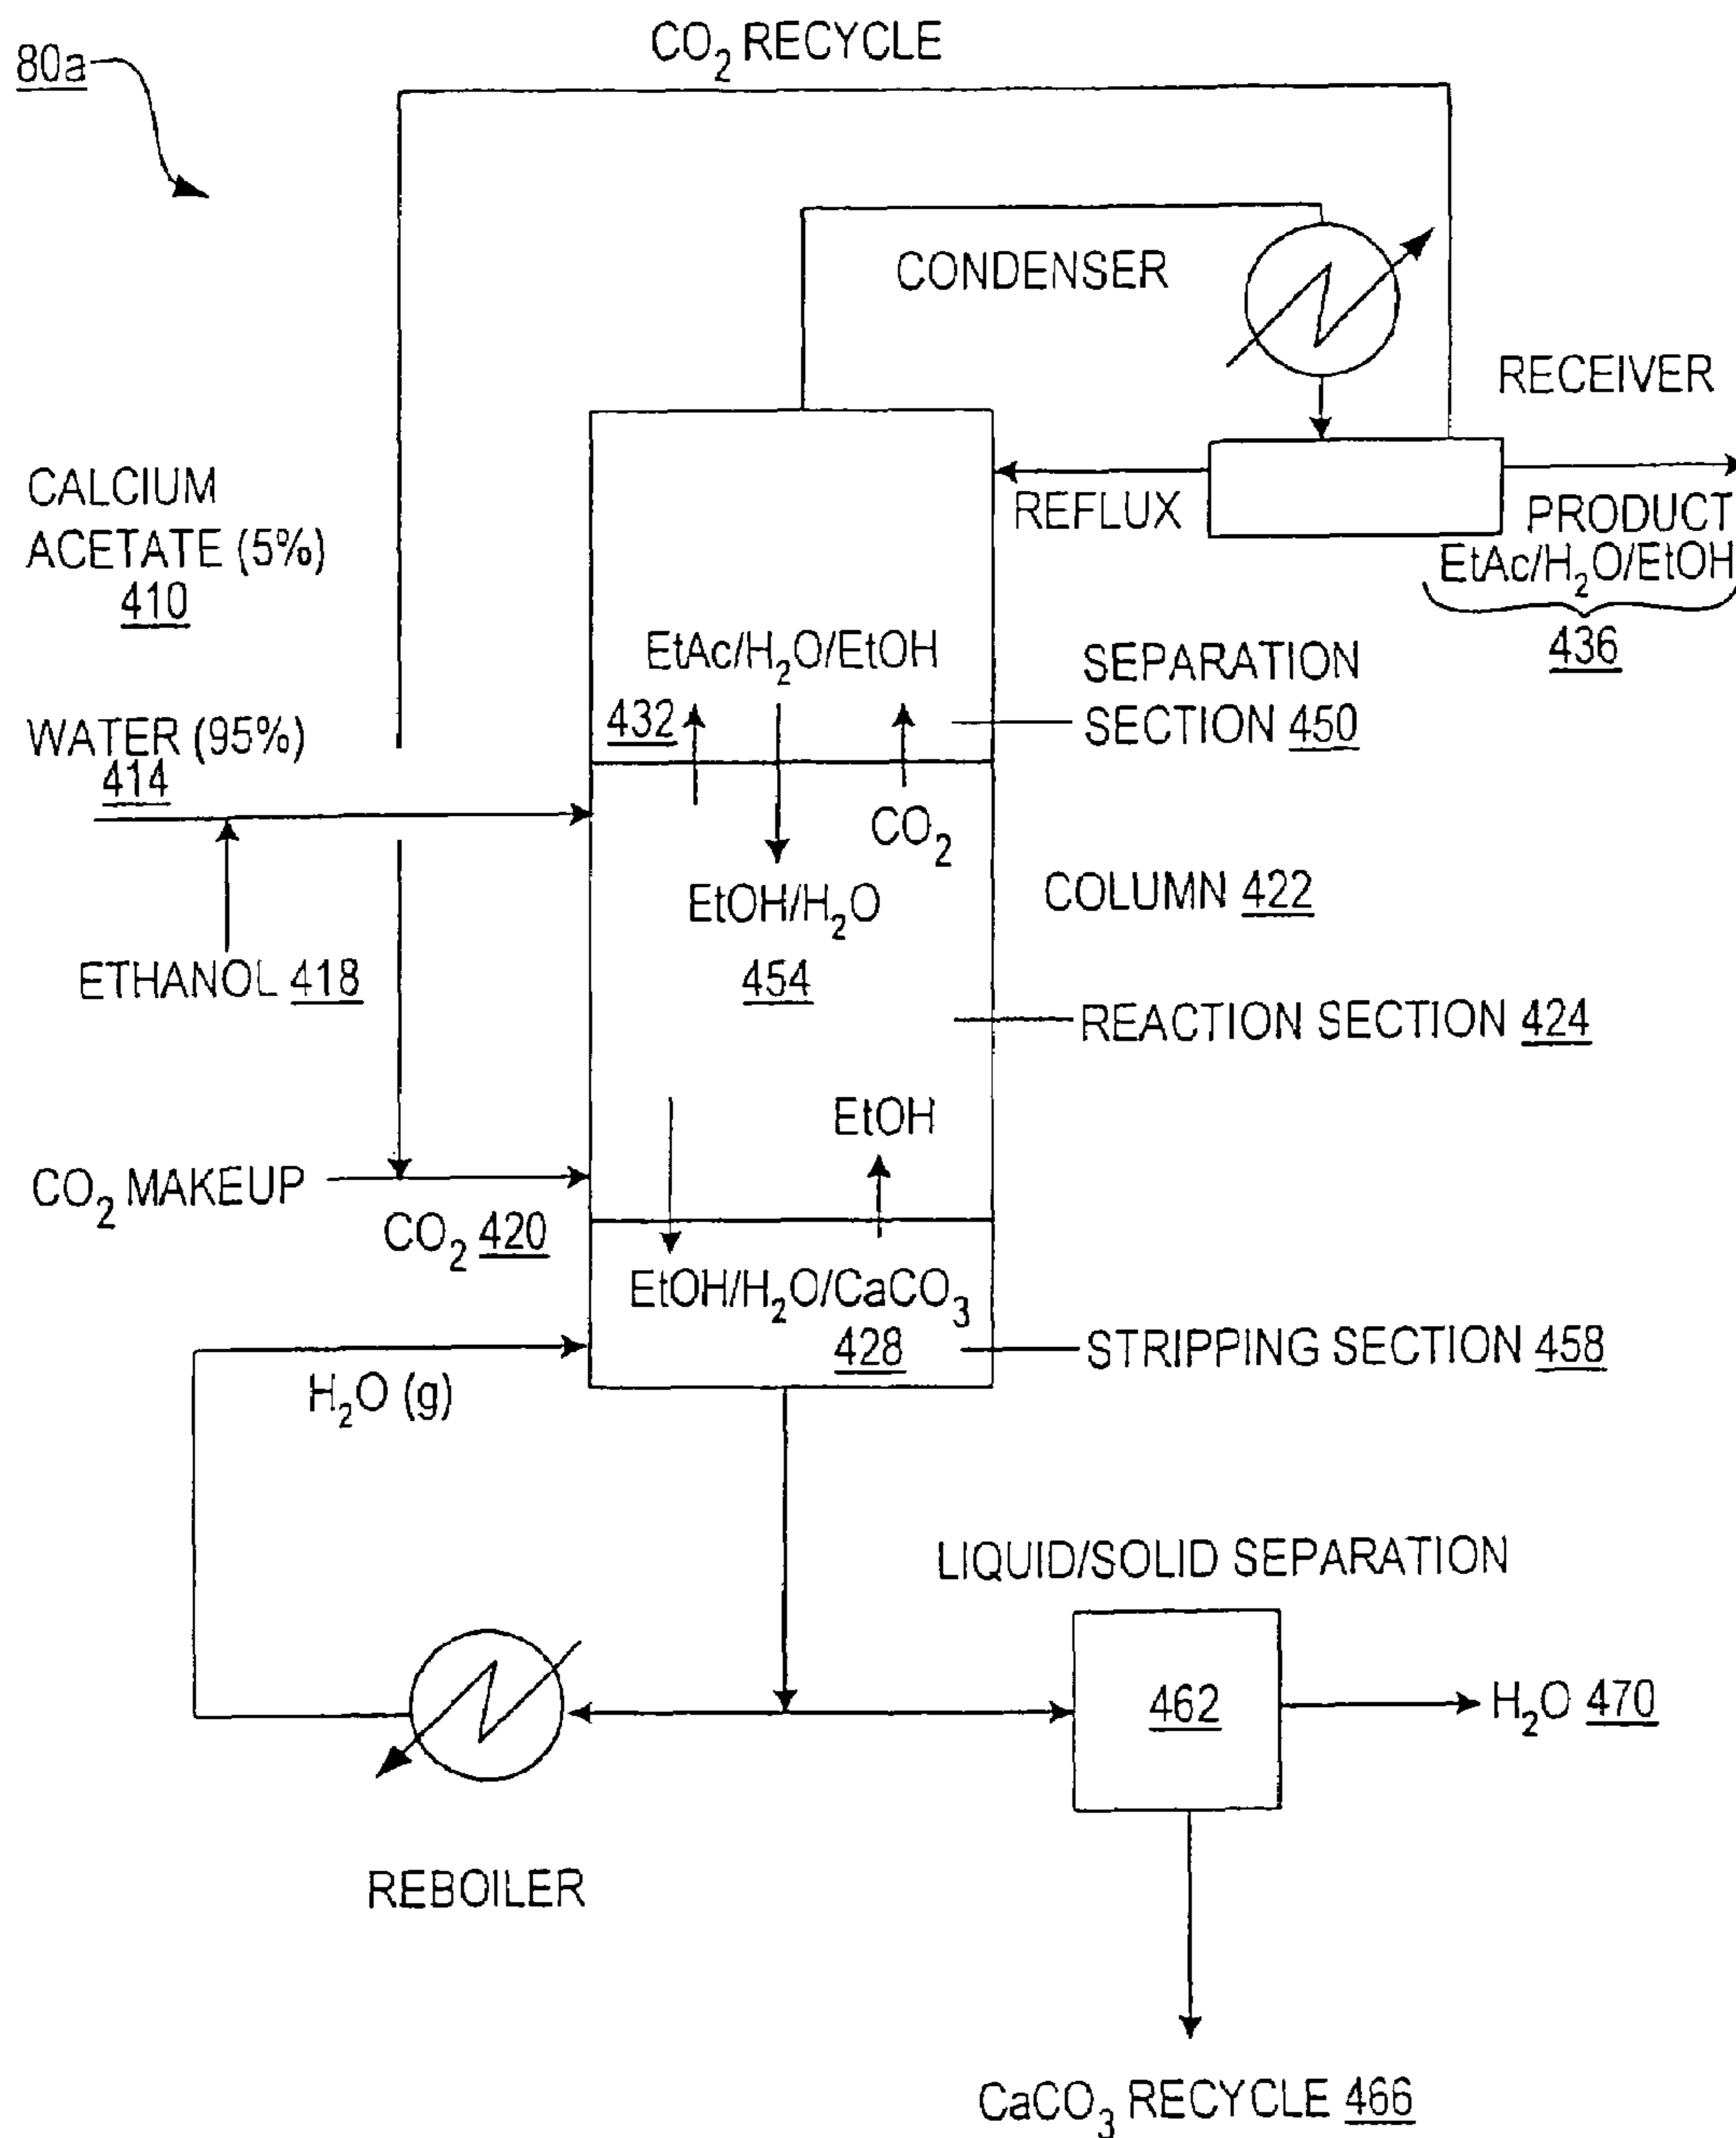 80a
CO₂ RECYCLE
CONDENSER
RECEIVER
CALCIUM
ACETATE (5%)
410
REFLUX
PRODUCT
EtAc/H₂O/EtOH
436
EtAc/H₂O/EtOH
432
SEPARATION
SECTION 450
WATER (95%)
414
CO₂
EtOH/H₂O
454
COLUMN 422
ETHANOL 418
REACTION SECTION 424
EtOH
CO₂ MAKEUP
CO₂ 420
EtOH/H₂O/CaCO₃
428
STRIPPING SECTION 458
H₂O (g)
LIQUID/SOLID SEPARATION
462
H₂O 470
REBOILER
CaCO₃ RECYCLE 466